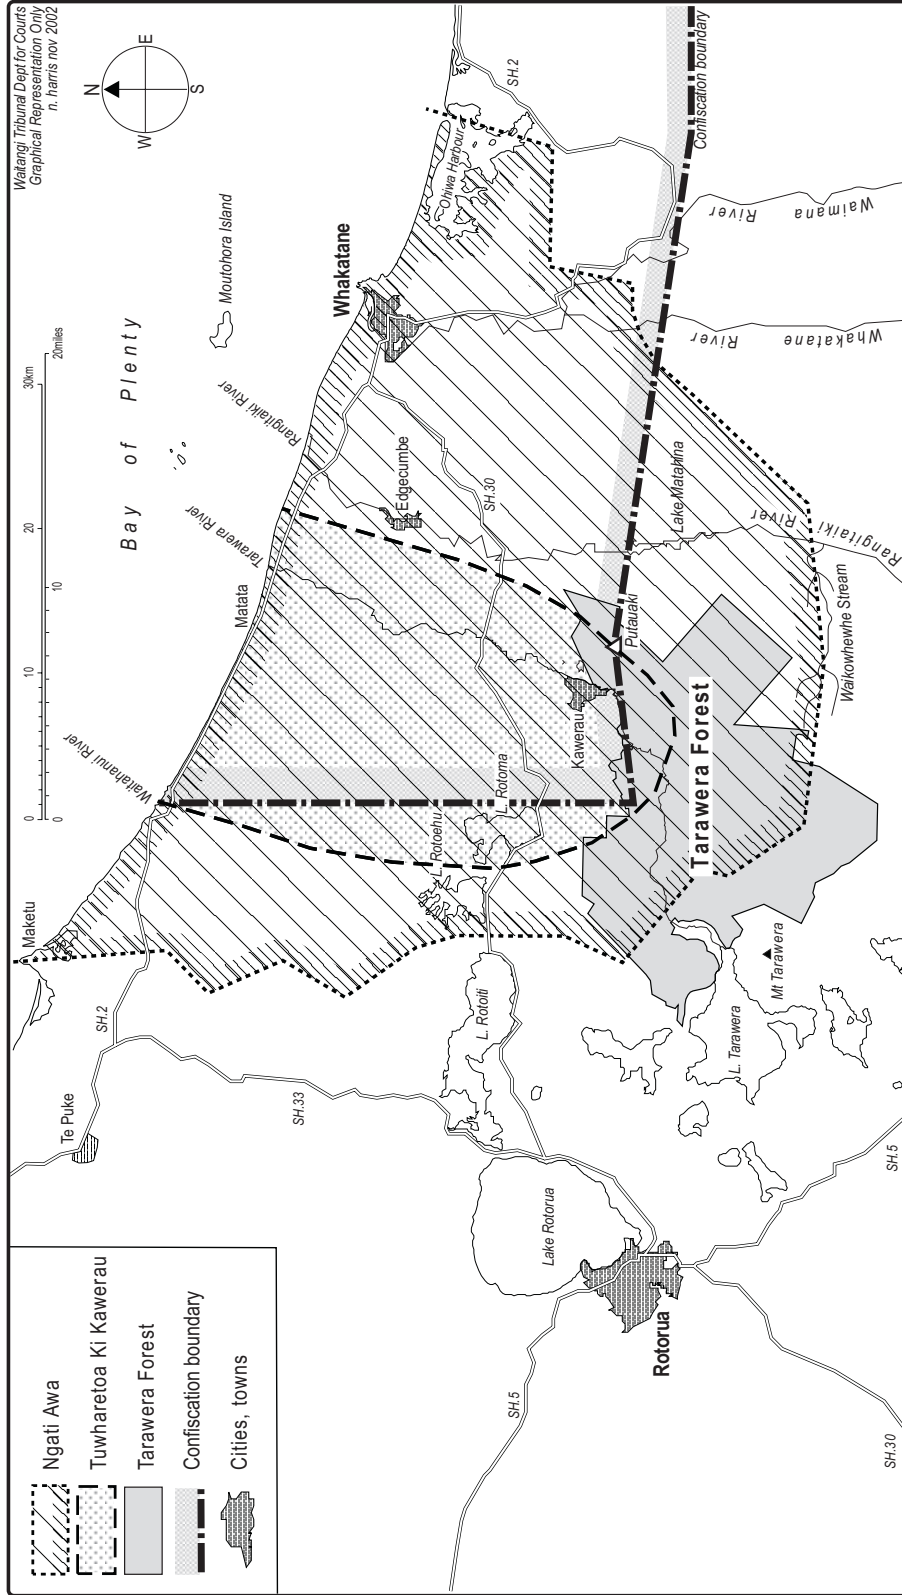 Waitangi Tribunal Dept for Courts
Graphical Representation Only
n. harris nov 2002
N
E
S
W
Ngati Awa
Tuwharetoa Ki Kawerau
Tarawera Forest
Confiscation boundary
Cities, towns
0 10 20 30km
0 10 20miles
Bay of Plenty
Moutohora Island
Maketu
Te Puke
SH.2
Waitahanui River
Matata
Tarawera River
Rangitaiki River
Whakatane
Ohiwa Harbour
SH.2
Edgecumbe
SH.33
SH.30
L. Rotoehu
L. Rotoma
L. Rotoiti
Lake Rotorua
Kawerau
Putauaki
Lake Matahina
Confiscation boundary
Waimana
River
Whakatane
River
Rangitaiki
River
Waikowhewhe Stream
Tarawera Forest
Mt Tarawera
L. Tarawera
Rotorua
SH.5
SH.5
SH.30